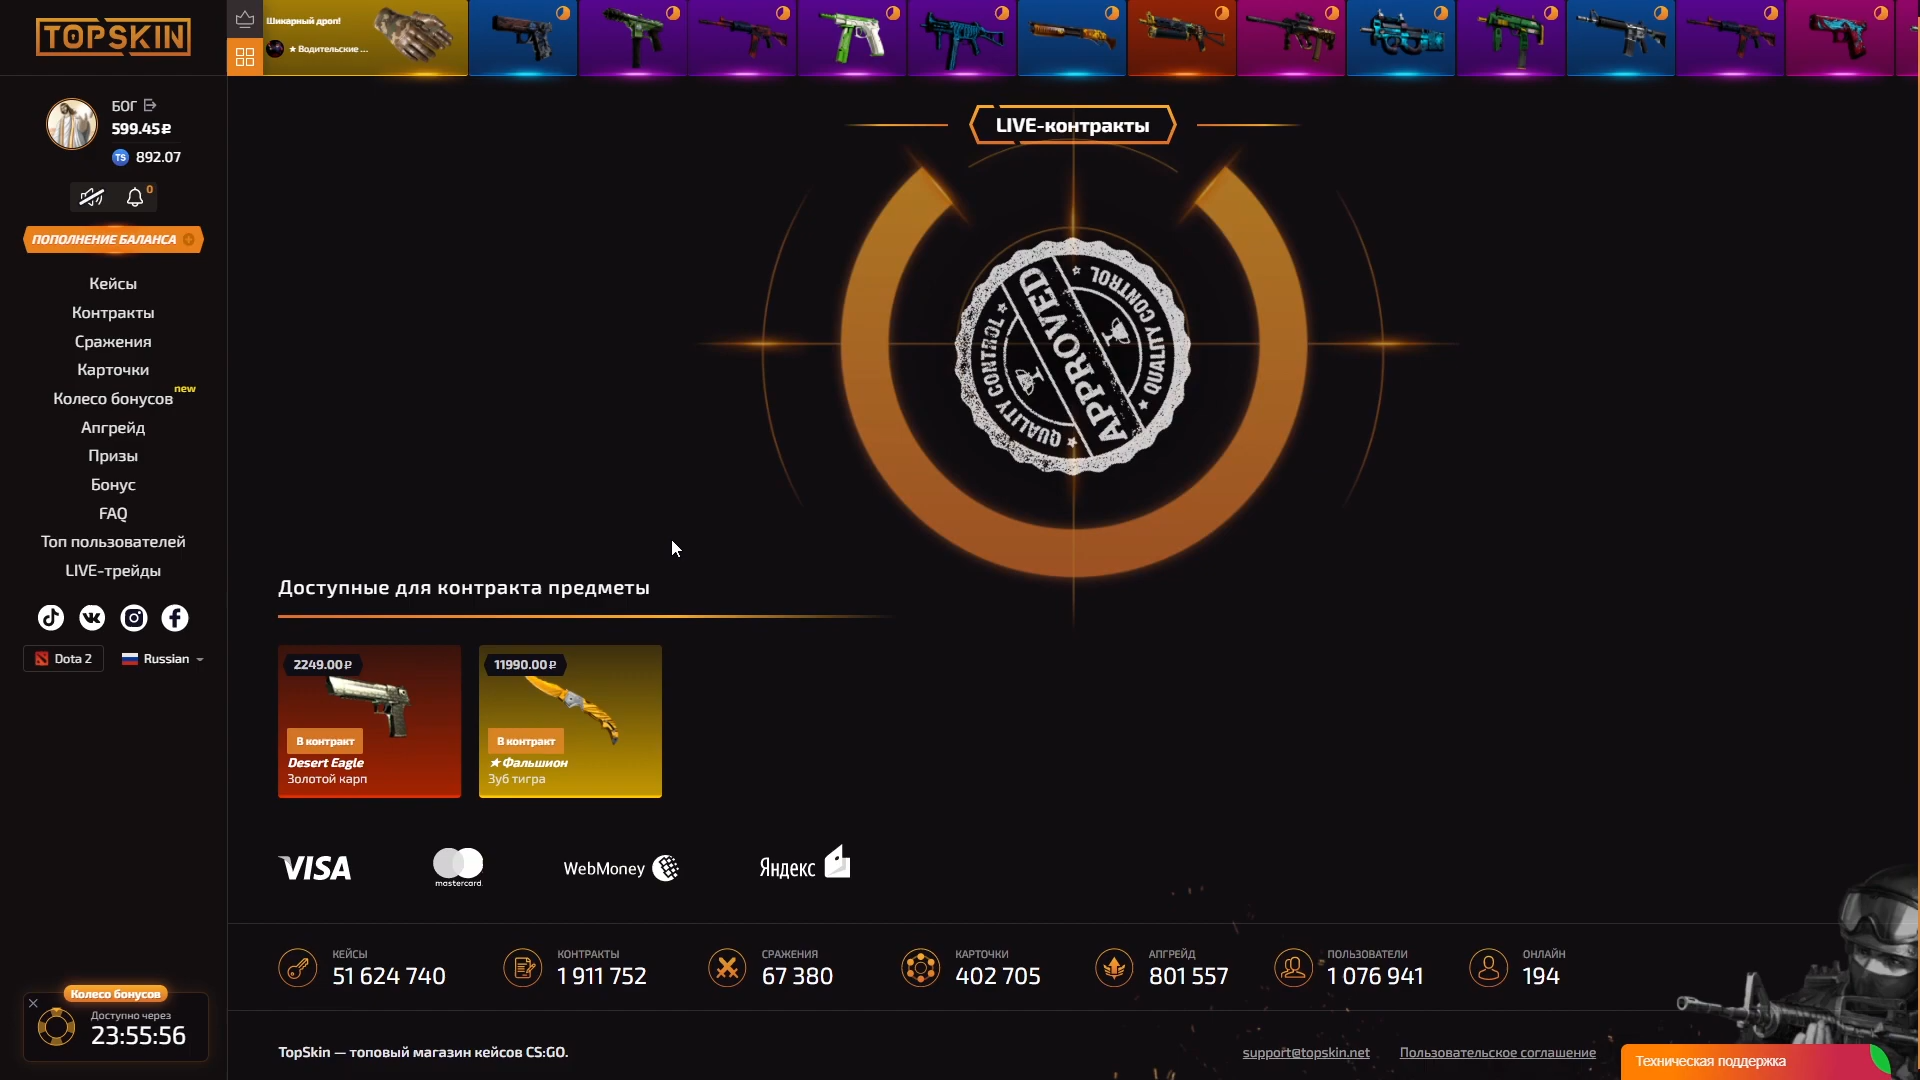 TOPSKIN
Шикарный дроп!
★ Водительские ...
БОГ
599.45₽
TS 892.07
0
ПОПОЛНЕНИЕ БАЛАНСА
Кейсы
Контракты
Сражения
Карточки
Колесо бонусов new
Апгрейд
Призы
Бонус
FAQ
Топ пользователей
LIVE-трейды
Dota 2
Russian
Колесо бонусов
Доступно через
23:55:56
LIVE-контракты
QUALITY CONTROL
APPROVED
QUALITY CONTROL
Доступные для контракта предметы
2249.00₽
В контракт
Desert Eagle
Золотой карп
11990.00₽
В контракт
★ Фальшион
Зуб тигра
VISA
mastercard
WebMoney
Яндекс
КЕЙСЫ
51 624 740
КОНТРАКТЫ
1 911 752
СРАЖЕНИЯ
67 380
КАРТОЧКИ
402 705
АПГРЕЙД
801 557
ПОЛЬЗОВАТЕЛИ
1 076 941
ОНЛАЙН
194
TopSkin — топовый магазин кейсов CS:GO.
support@topskin.net
Пользовательское соглашение
Техническая поддержка